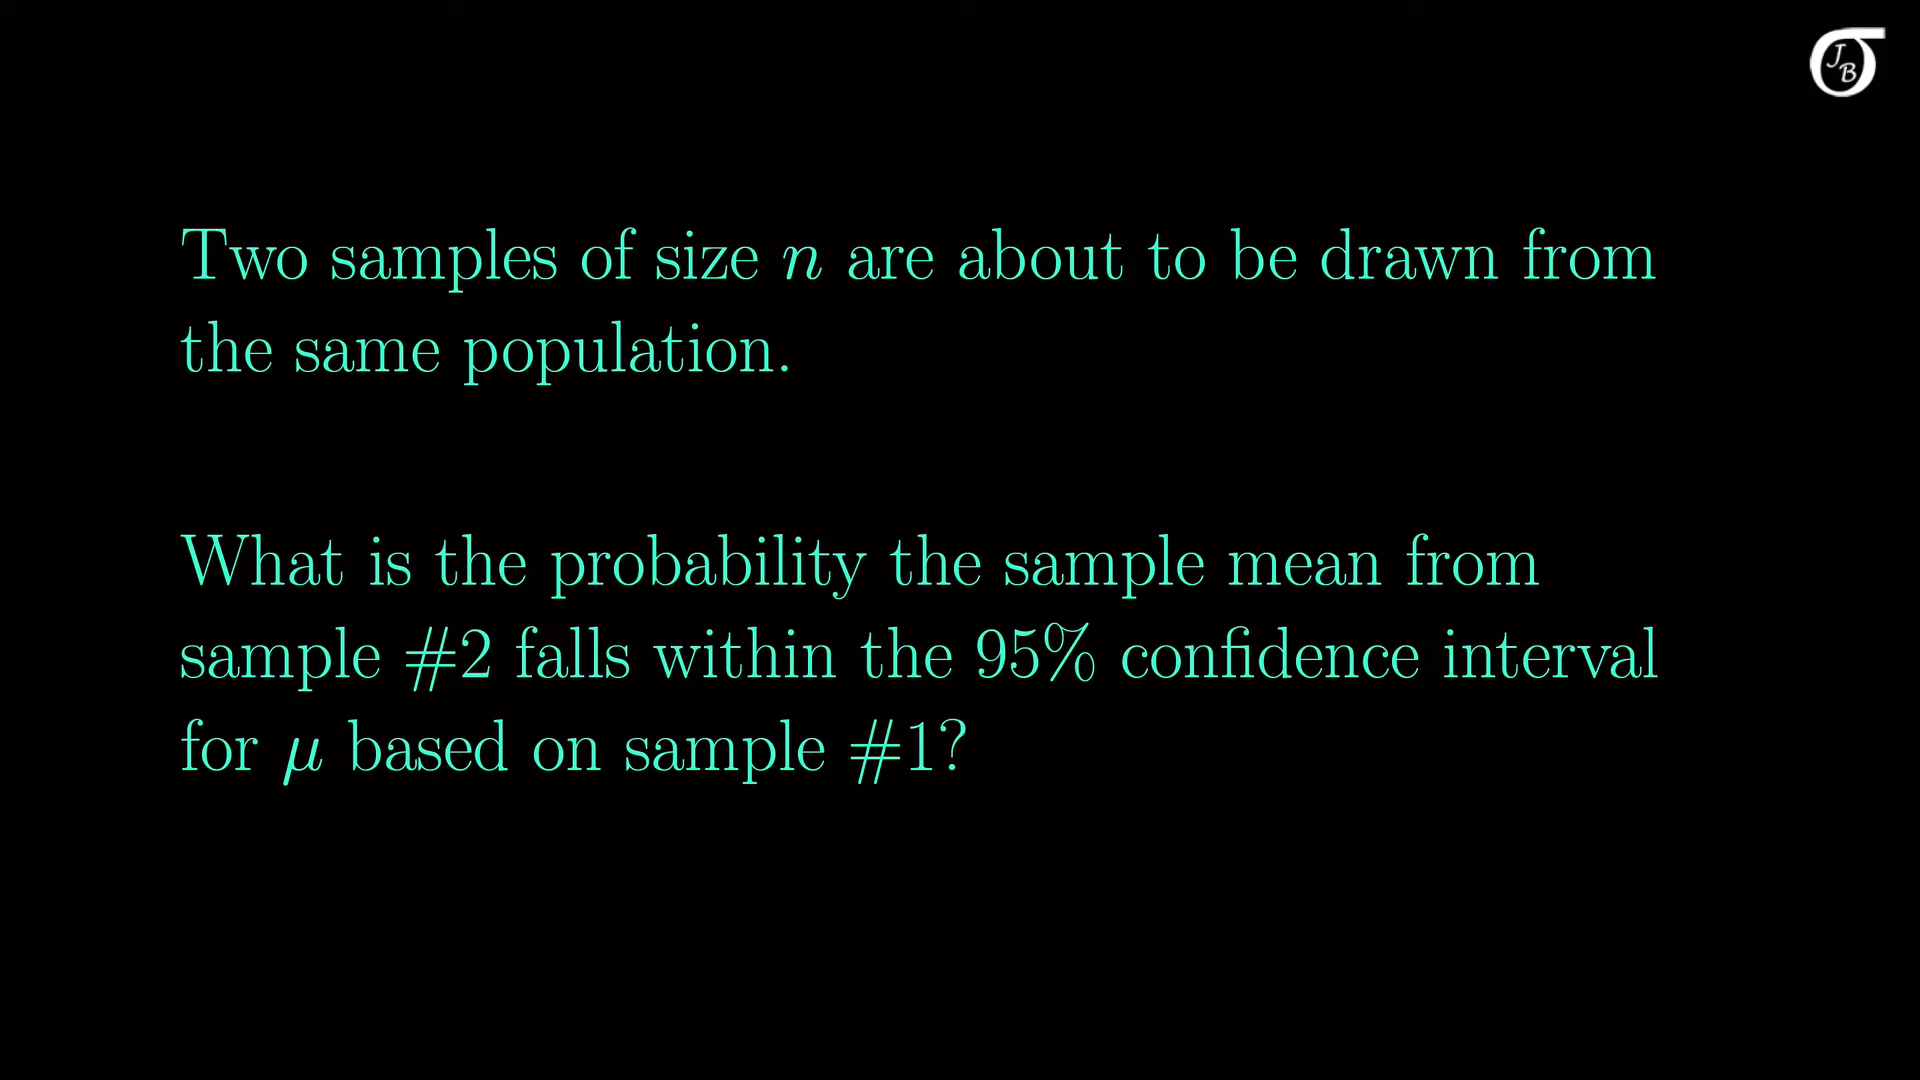 JB
Two samples of size n are about to be drawn from
the same population.
What is the probability the sample mean from
sample #2 falls within the 95% confidence interval
for μ based on sample #1?